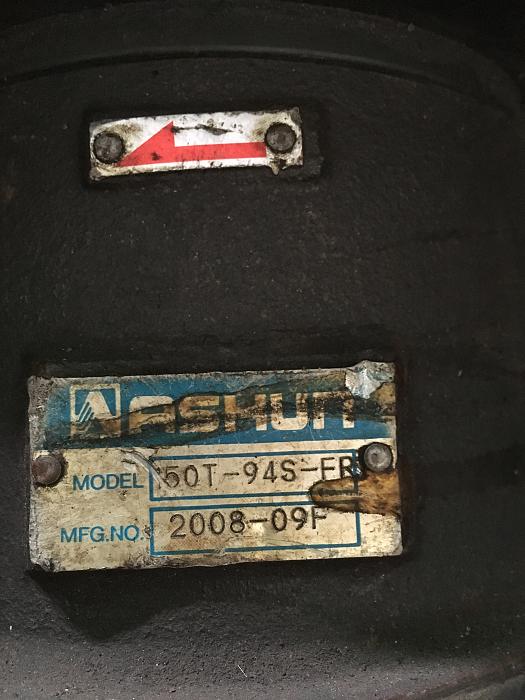 ASHUN
MODEL 50T-94S-FR
MFG.NO. 2008-09F